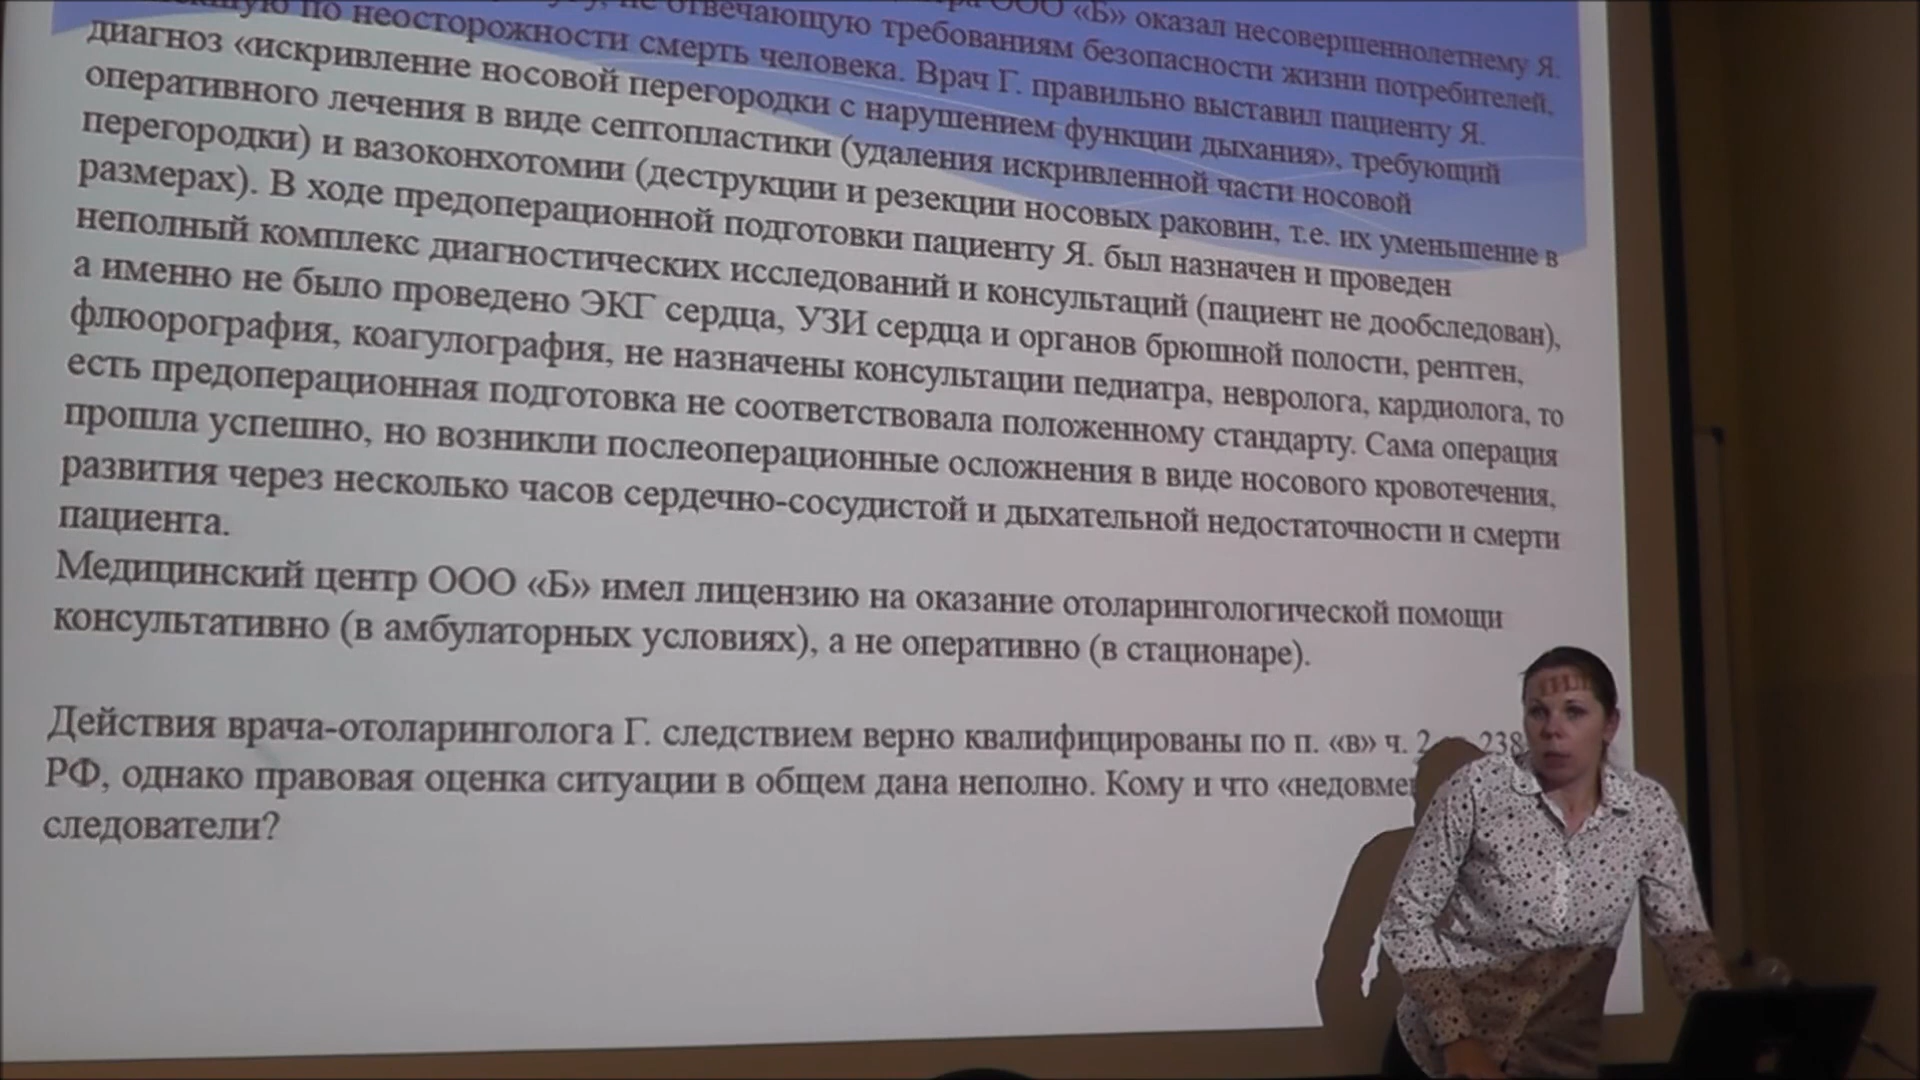 ООО «Б» оказал несовершеннолетнему Я.
по неосторожности смерть человека. Врач Г. правильно выставил пациенту Я.
не отвечающую требованиям безопасности жизни потребителей,
диагноз «искривление носовой перегородки с нарушением функции дыхания», требующий
оперативного лечения в виде септопластики (удаления искривленной части носовой
перегородки) и вазоконхотомии (деструкции и резекции носовых раковин, т.е. их уменьшение в
размерах). В ходе предоперационной подготовки пациенту Я. был назначен и проведен
неполный комплекс диагностических исследований и консультаций (пациент не дообследован),
а именно не было проведено ЭКГ сердца, УЗИ сердца и органов брюшной полости, рентген,
флюорография, коагулография, не назначены консультации педиатра, невролога, кардиолога, то
есть предоперационная подготовка не соответствовала положенному стандарту. Сама операция
прошла успешно, но возникли послеоперационные осложнения в виде носового кровотечения,
развития через несколько часов сердечно-сосудистой и дыхательной недостаточности и смерти
пациента.
Медицинский центр ООО «Б» имел лицензию на оказание отоларингологической помощи
консультативно (в амбулаторных условиях), а не оперативно (в стационаре).
Действия врача-отоларинголога Г. следствием верно квалифицированы по п. «в» ч. 2 238
РФ, однако правовая оценка ситуации в общем дана неполно. Кому и что
следователи?